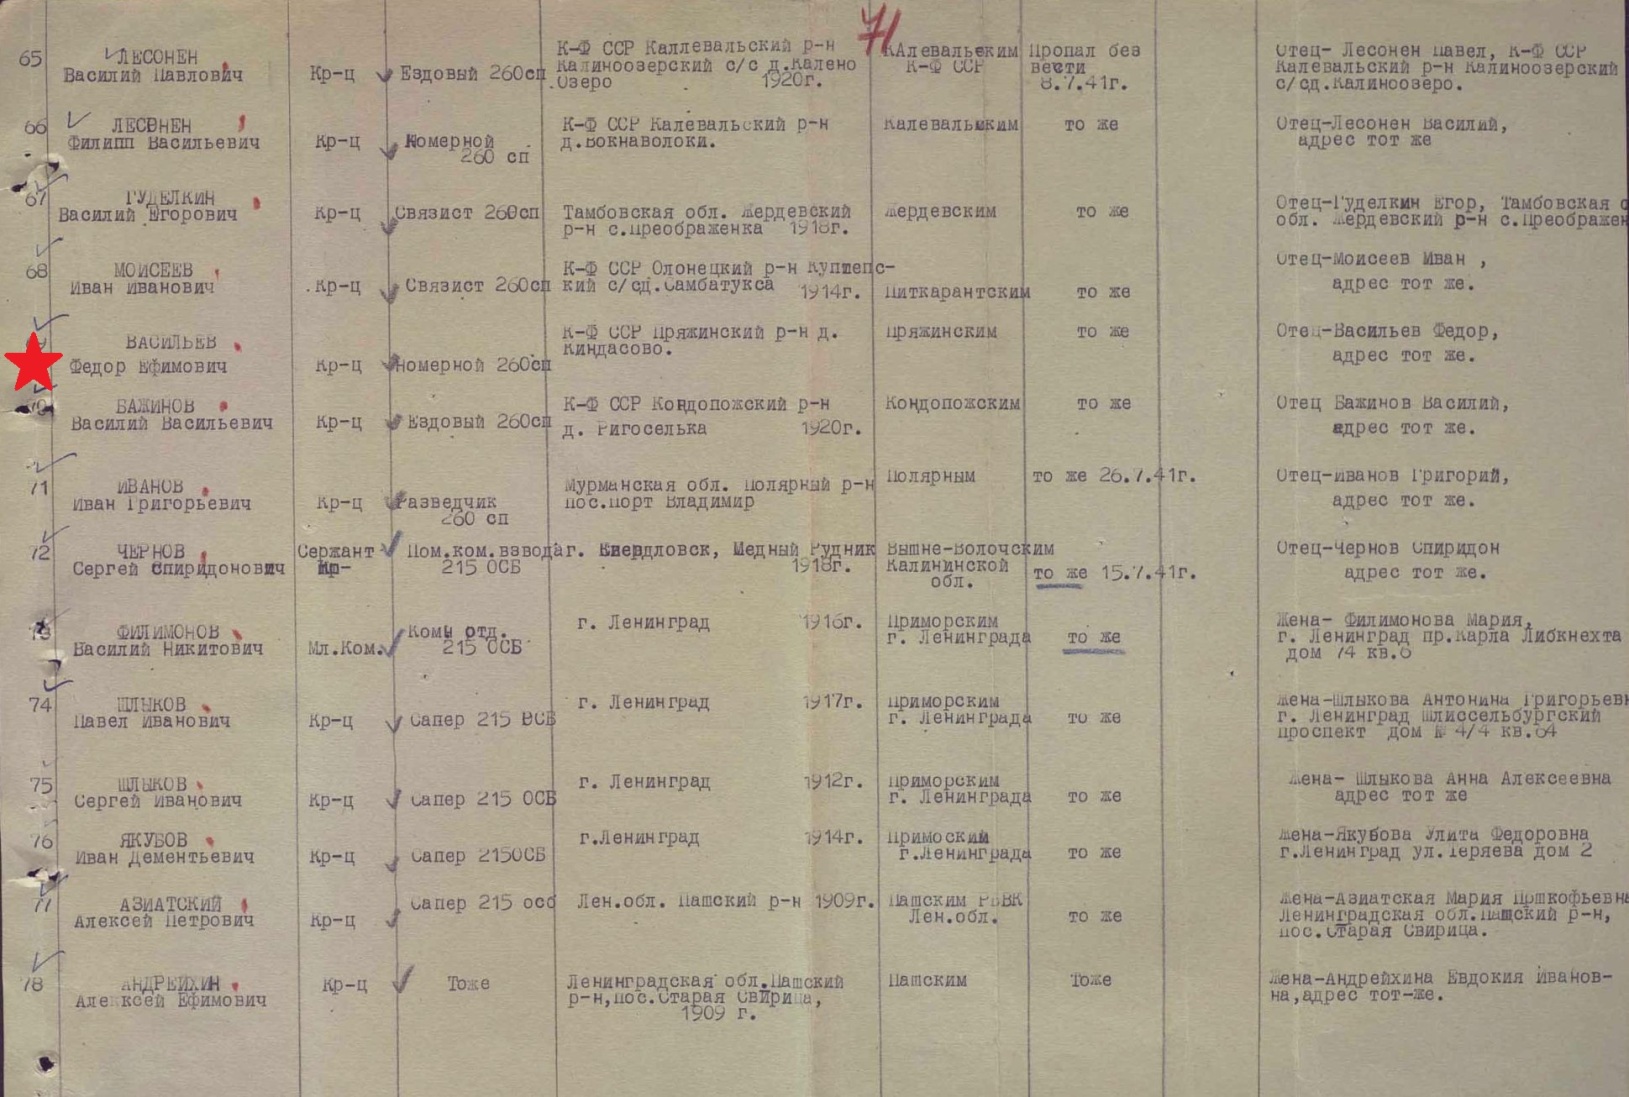 71
65 ЛЕСОНЕН
Василий Павлович Кр-ц Ездовый 260сп К-Ф ССР Каллевальский р-н
Калиноозерский с/с д.Калено
Озеро 1920г. КАлевальским
К-Ф ССР Пропал без
вести
8.7.41г. Отец- Лесонен Павел, К-Ф ССР
Калевальский р-н Калиноозерский
с/сд.Калиноозеро.
66 ЛЕСОНЕН
Филипп Васильевич Кр-ц Номерной
260 сп К-Ф ССР Калевальский р-н
д.Вокнаволоки. Калевальским то же Отец-Лесонен Василий,
адрес тот же
67 ГУДЕЛКИН
Василий Егорович Кр-ц Связист 260сп Тамбовская обл. Жердевский
р-н с.Преображенка 1918г. Жердевским то же Отец-Гуделкин Егор, Тамбовская о
обл. Жердевский р-н с.Преображен
68 МОИСЕЕВ
Иван Иванович Кр-ц Связист 260сп К-Ф ССР Олонецкий р-н Куппепс-
кий с/сд.Самбатукса 1914г. Питкарантским то же Отец-Моисеев Иван ,
адрес тот же.
ВАСИЛЬЕВ
Федор Ефимович Кр-ц Номерной 260сп К-Ф ССР Пряжинский р-н д.
Киндасово. Пряжинским то же Отец-Васильев Федор,
адрес тот же.
БАЖИНОВ
Василий Васильевич Кр-ц Ездовый 260сп К-Ф ССР Кондопожский р-н
д. Ригоселька 1920г. Кондопожским то же Отец Бажинов Василий,
адрес тот же.
71 ИВАНОВ
Иван Григорьевич Кр-ц Разведчик
260 сп Мурманская обл. Полярный р-н
пос.Порт Владимир Полярным то же 26.7.41г. Отец-Иванов Григорий,
адрес тот же.
72 ЧЕРНОВ
Сергей Спиридонович Сержант Пом.ком.взвода
215 ОСБ г. Свердловск, Медный Рудник
1918г. Вышне-Волочским
Калининской
обл. то же 15.7.41г. Отец-Чернов Спиридон
адрес тот же.
73 ФИЛИМОНОВ
Василий Никитович Мл.Ком. Ком. отд.
215 ОСБ г. Ленинград 1916г. Приморским
г. Ленинграда то же Жена- Филимонова Мария,
г. Ленинград пр.Карла Либкнехта
дом 74 кв.6
74 ШЛЫКОВ
Павел Иванович Кр-ц Сапер 215 ОСБ г. Ленинград 1917г. Приморским
г. Ленинграда то же Жена-Шлыкова Антонина Григорьевн
г. Ленинград Шлиссельбургский
проспект дом № 4/4 кв.64
75 ШЛЫКОВ
Сергей Иванович Кр-ц Сапер 215 ОСБ г. Ленинград 1912г. Приморским
г. Ленинграда то же Жена- Шлыкова Анна Алексеевна
адрес тот же
76 ЯКУБОВ
Иван Дементьевич Кр-ц Сапер 215ОСБ г.Ленинград 1914г. Примоский
г.Ленинграда то же Жена-Якубова Улита Федоровна
г.Ленинград ул.Теряева дом 2
77 АЗИАТСКИЙ
Алексей Петрович Кр-ц Сапер 215 осб Лен.обл. Пашский р-н 1909г. Пашским РВВК
Лен.обл. то же Жена-Азиатская Мария Прокофьевна
Ленинградская обл.Пашский р-н,
пос.Старая Свирица.
78 АНДРЕЙХИН
Алексей Ефимович Кр-ц Тоже Ленинградская обл.Пашский
р-н,пос.Старая Свирица,
1909 г. Пашским Тоже Жена-Андрейхина Евдокия Иванов-
на,адрес тот-же.